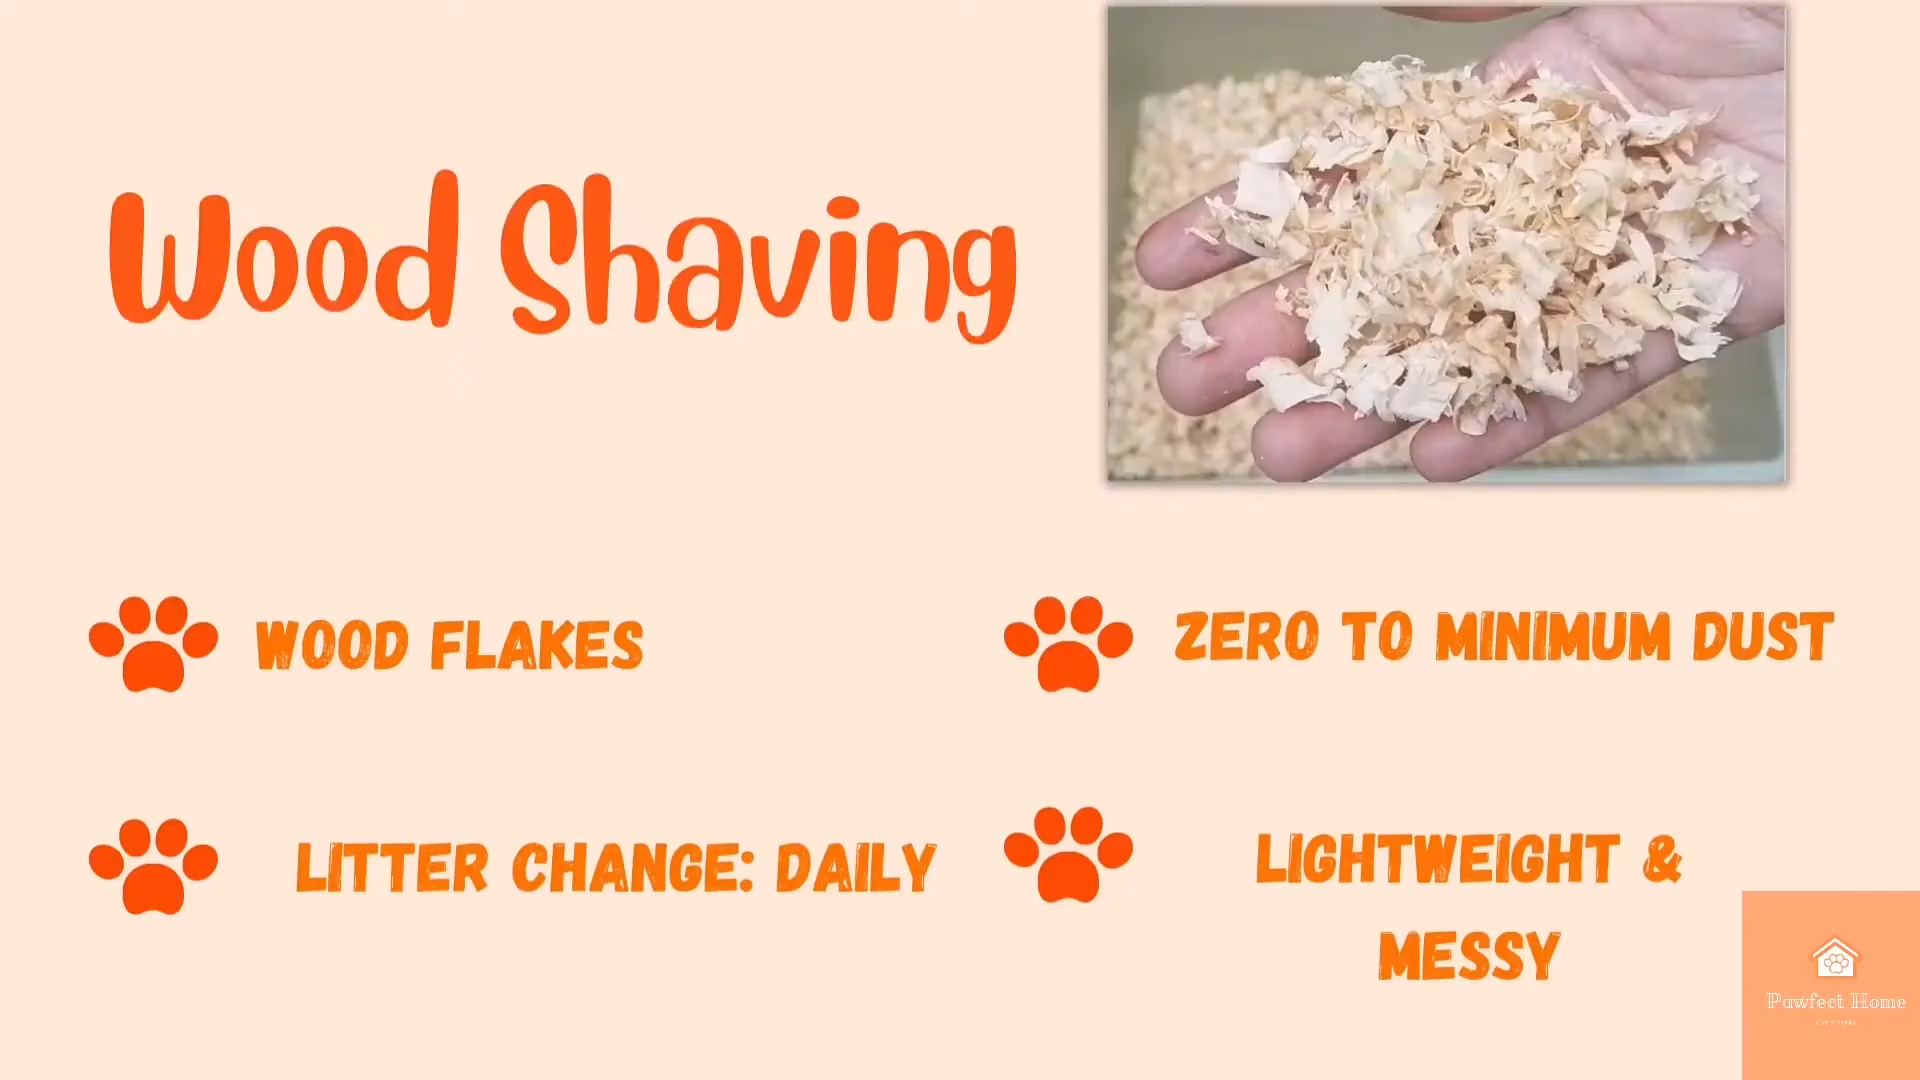 Wood Shaving
WOOD FLAKES
ZERO TO MINIMUM DUST
LITTER CHANGE: DAILY
LIGHTWEIGHT &
MESSY
Pawfect Home